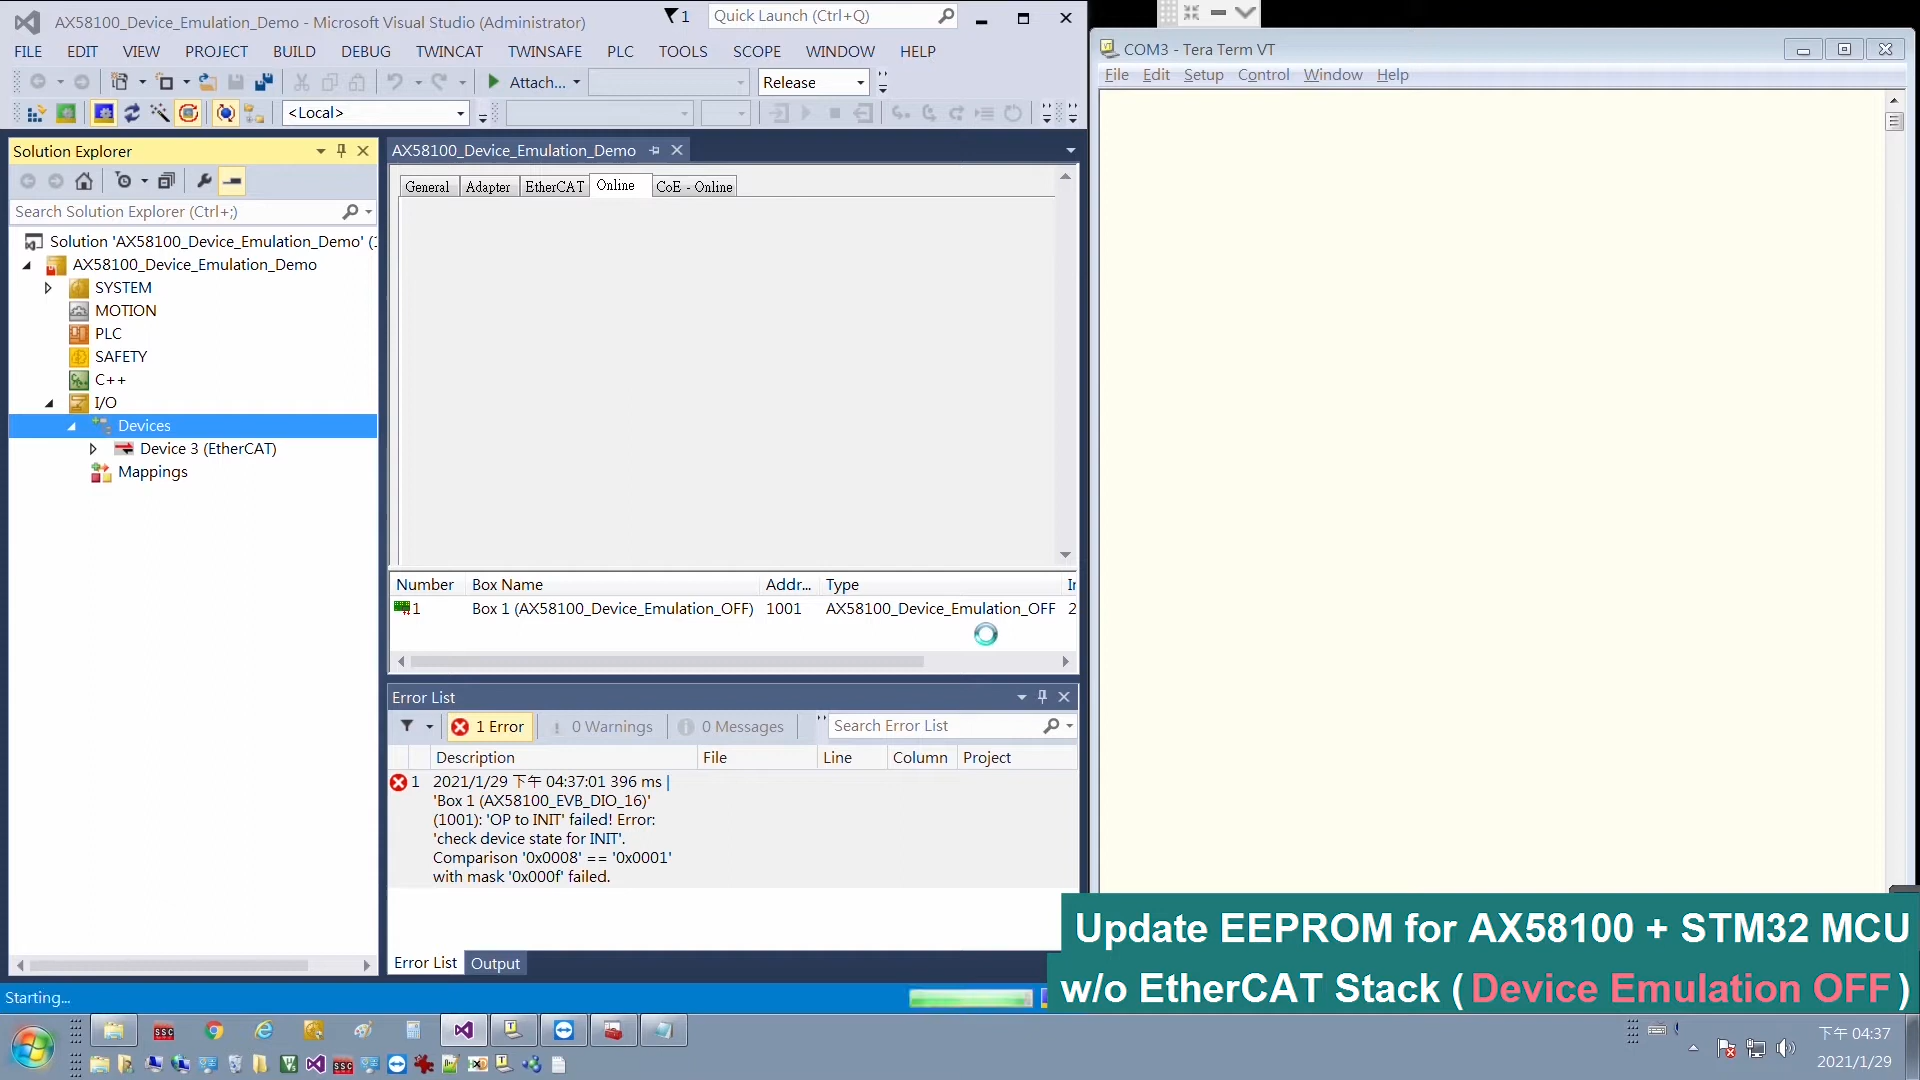 AX58100_Device_Emulation_Demo - Microsoft Visual Studio (Administrator)
1
Quick Launch (Ctrl+Q)
FILE EDIT VIEW PROJECT BUILD DEBUG TWINCAT TWINSAFE PLC TOOLS SCOPE WINDOW HELP
Attach...
Release
<Local>
Solution Explorer
Search Solution Explorer (Ctrl+;)
Solution 'AX58100_Device_Emulation_Demo' (
AX58100_Device_Emulation_Demo
SYSTEM
MOTION
PLC
SAFETY
C++
I/O
Devices
Device 3 (EtherCAT)
Mappings
AX58100_Device_Emulation_Demo
General Adapter EtherCAT Online CoE - Online
Number Box Name Addr... Type
1 Box 1 (AX58100_Device_Emulation_OFF) 1001 AX58100_Device_Emulation_OFF 2
Error List
1 Error 0 Warnings 0 Messages Search Error List
Description File Line Column Project
1 2021/1/29 下午 04:37:01 396 ms |
'Box 1 (AX58100_EVB_DIO_16)'
(1001): 'OP to INIT' failed! Error:
'check device state for INIT'.
Comparison '0x0008' == '0x0001'
with mask '0x000f' failed.
Error List Output
Starting...
COM3 - Tera Term VT
File Edit Setup Control Window Help
Update EEPROM for AX58100 + STM32 MCU
w/o EtherCAT Stack (Device Emulation OFF)
SSC
SSC
下午 04:37
2021/1/29